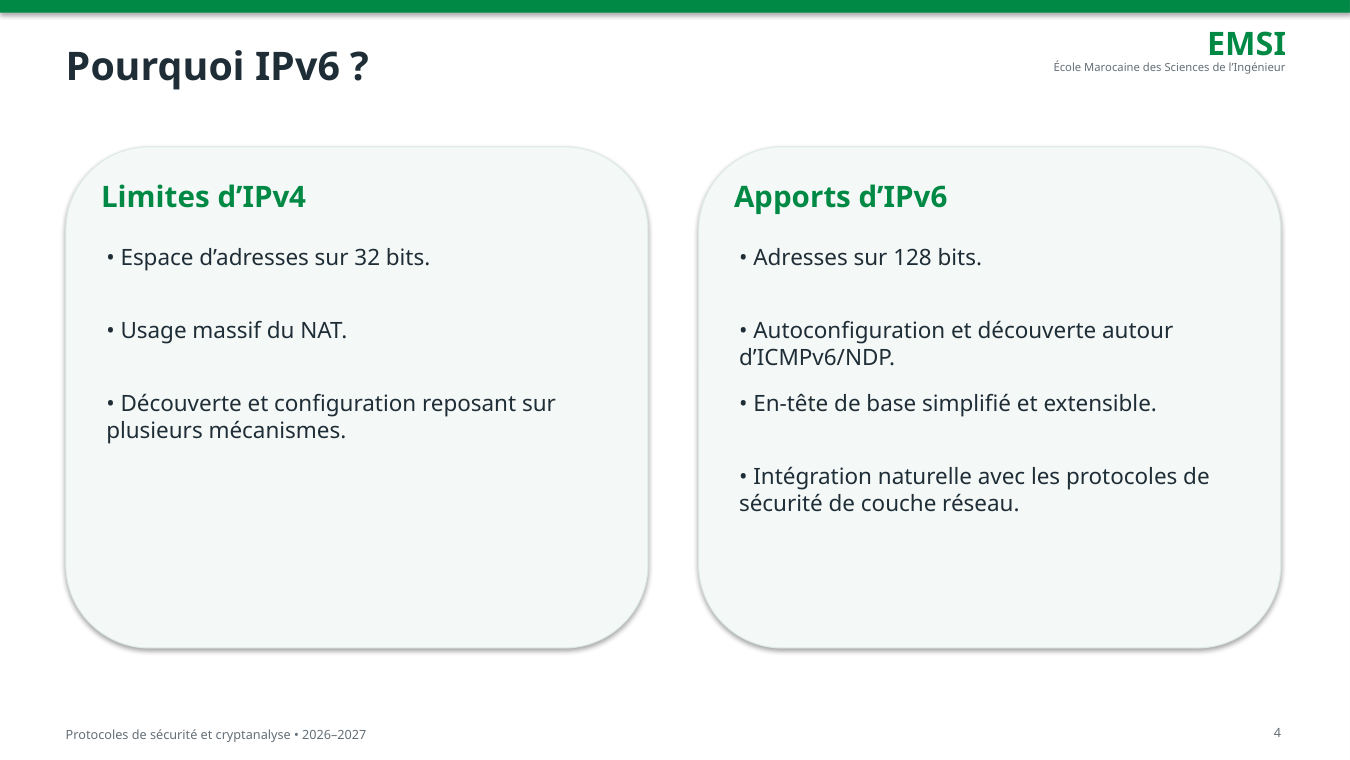 Pourquoi IPv6 ?
EMSI
École Marocaine des Sciences de l’Ingénieur
Limites d’IPv4
• Espace d’adresses sur 32 bits.
• Usage massif du NAT.
• Découverte et configuration reposant sur
plusieurs mécanismes.
Apports d’IPv6
• Adresses sur 128 bits.
• Autoconfiguration et découverte autour
d’ICMPv6/NDP.
• En-tête de base simplifié et extensible.
• Intégration naturelle avec les protocoles de
sécurité de couche réseau.
Protocoles de sécurité et cryptanalyse • 2026–2027
4